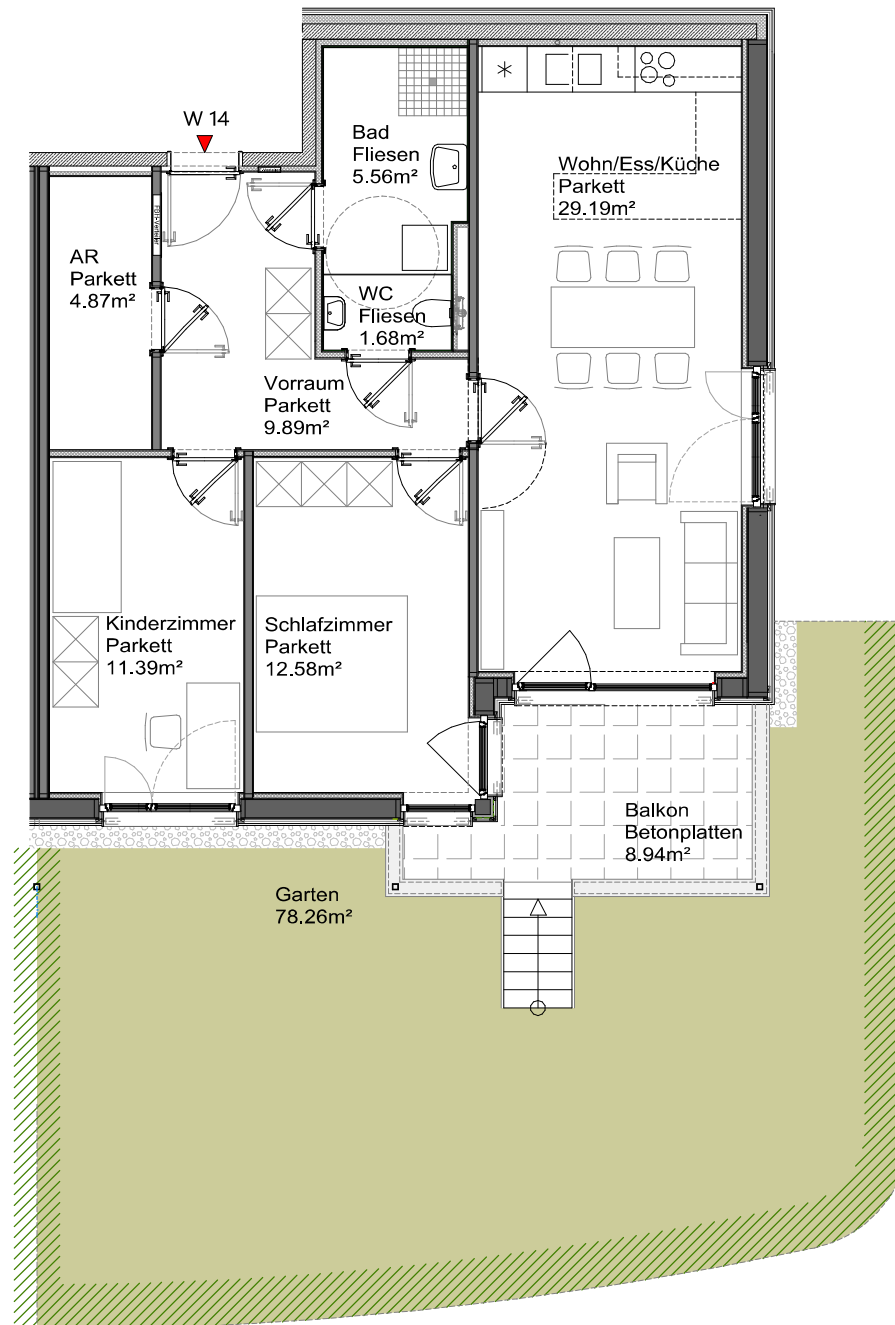 W 14
Bad
Fliesen
5.56m²
Wohn/Ess/Küche
Parkett
29.19m²
AR
Parkett
4.87m²
FBH-Verteiler
WC
Fliesen
1.68m²
Vorraum
Parkett
9.89m²
Kinderzimmer
Parkett
11.39m²
Schlafzimmer
Parkett
12.58m²
Balkon
Betonplatten
8.94m²
Garten
78.26m²